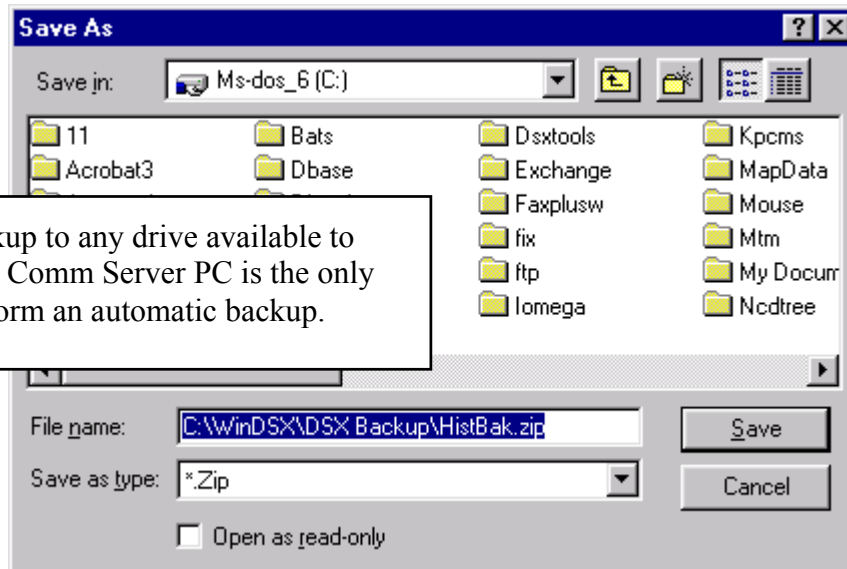 Save As
Save in:
Ms-dos_6 (C:)
11
Acrobat3
Bats
Dbase
Dsxtools
Exchange
Faxplusw
fix
ftp
Iomega
Kpcms
MapData
Mouse
Mtm
My Docum
Ncdtree
kup to any drive available to
Comm Server PC is the only
orm an automatic backup.
File name:
C:\WinDSX\DSX Backup\HistBak.zip
Save
Save as type:
*.Zip
Cancel
Open as read-only